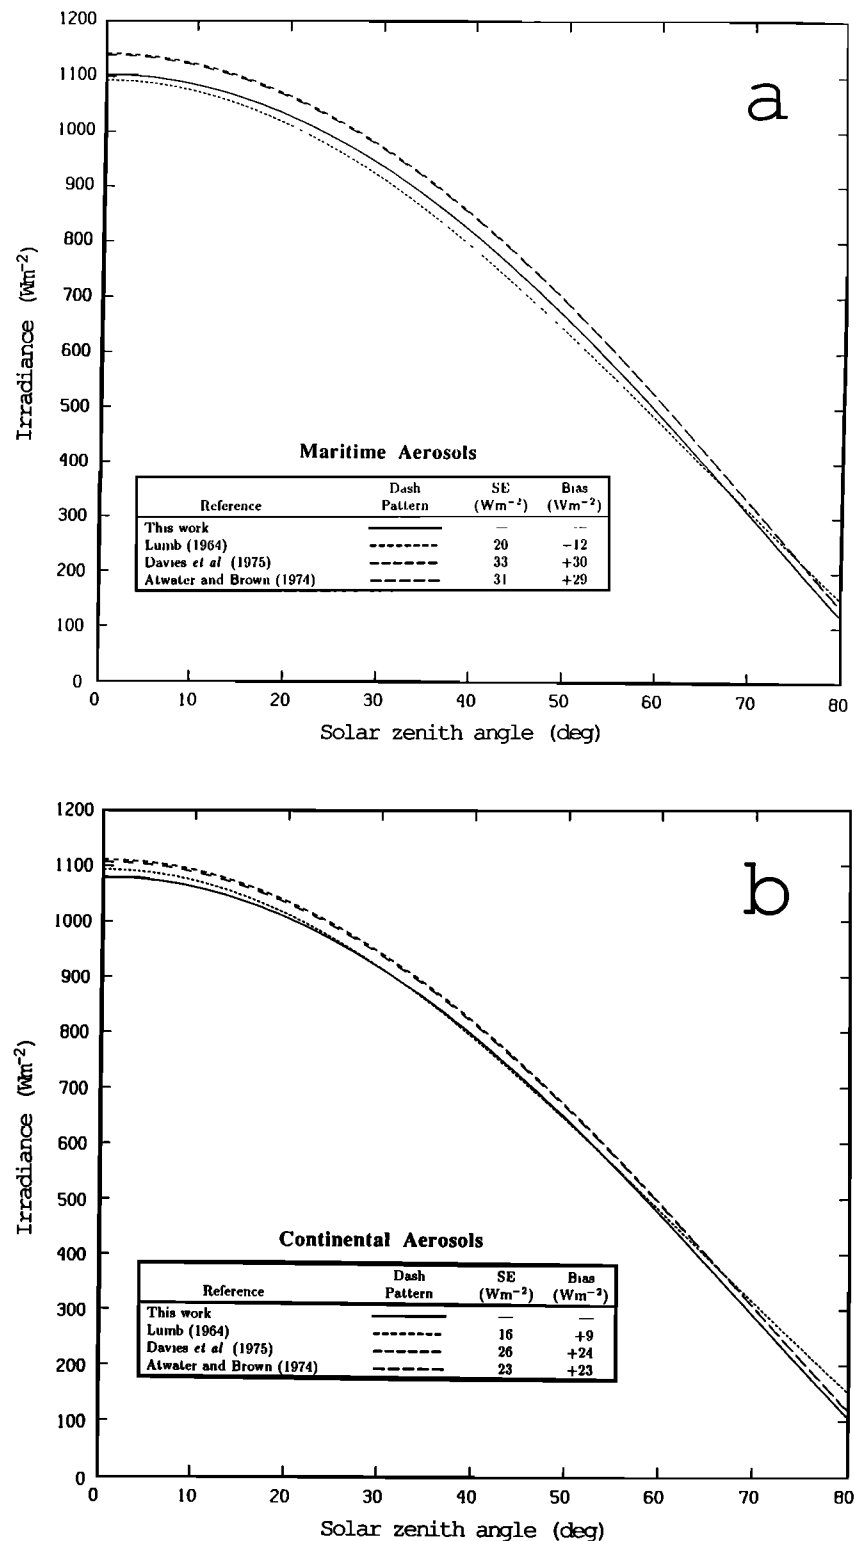 1200
1100
1000
900
800
700
600
500
400
300
200
100
0
Irradiance (Wm⁻²)
a
Maritime Aerosols
Reference Dash Pattern SE (Wm⁻²) Bias (Wm⁻²)
This work — —
Lumb (1964) 20 −12
Davies et al (1975) 33 +30
Atwater and Brown (1974) 31 +29
0 10 20 30 40 50 60 70 80
Solar zenith angle (deg)
1200
1100
1000
900
800
700
600
500
400
300
200
100
0
Irradiance (Wm⁻²)
b
Continental Aerosols
Reference Dash Pattern SE (Wm⁻²) Bias (Wm⁻²)
This work — —
Lumb (1964) 16 +9
Davies et al (1975) 26 +24
Atwater and Brown (1974) 23 +23
0 10 20 30 40 50 60 70 80
Solar zenith angle (deg)